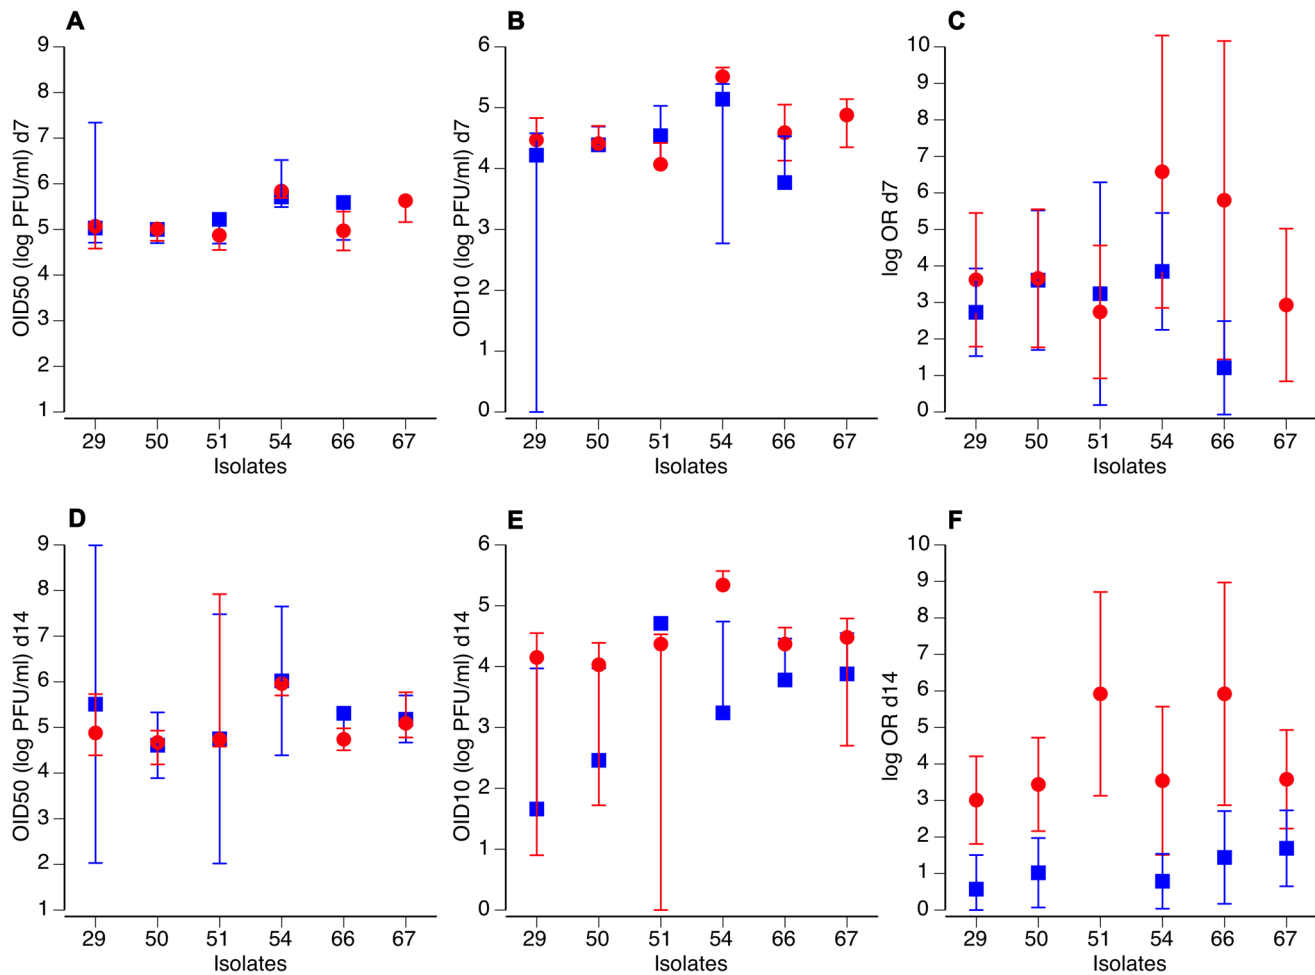 A
OID50 (log PFU/ml) d7
9
8
7
6
5
4
3
2
1
29 50 51 54 66 67
Isolates
B
OID10 (log PFU/ml) d7
6
5
4
3
2
1
0
29 50 51 54 66 67
Isolates
C
log OR d7
10
9
8
7
6
5
4
3
2
1
0
29 50 51 54 66 67
Isolates
D
OID50 (log PFU/ml) d14
9
8
7
6
5
4
3
2
1
29 50 51 54 66 67
Isolates
E
OID10 (log PFU/ml) d14
6
5
4
3
2
1
0
29 50 51 54 66 67
Isolates
F
log OR d14
10
9
8
7
6
5
4
3
2
1
0
29 50 51 54 66 67
Isolates